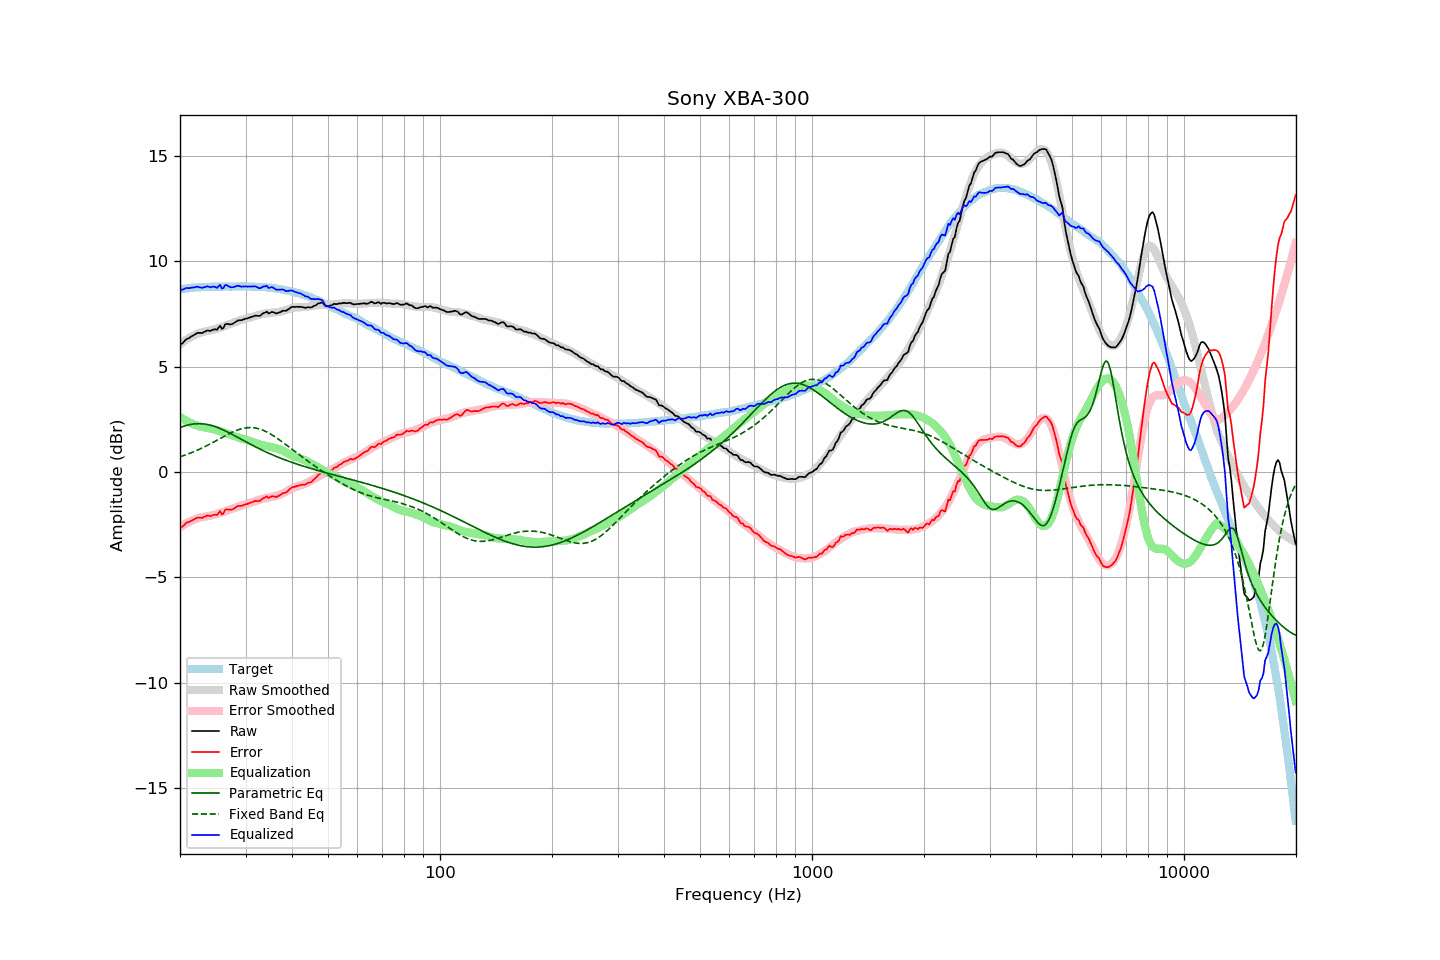 Sony XBA-300
Amplitude (dBr)
15
10
5
0
−5
−10
−15
Target
Raw Smoothed
Error Smoothed
Raw
Error
Equalization
Parametric Eq
Fixed Band Eq
Equalized
100
1000
10000
Frequency (Hz)